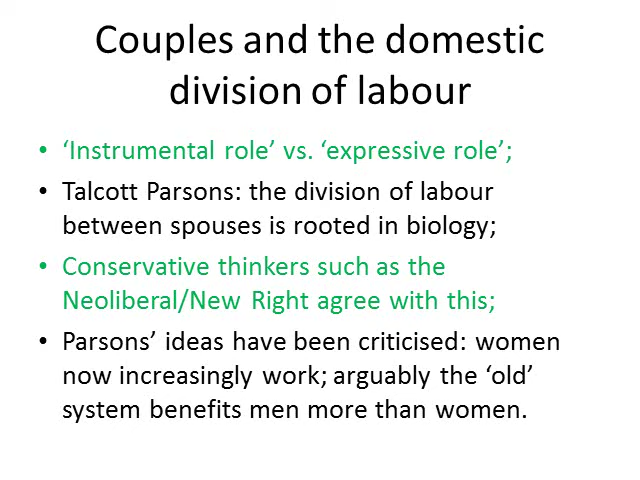 Couples and the domestic
division of labour
• ‘Instrumental role’ vs. ‘expressive role’;
• Talcott Parsons: the division of labour
between spouses is rooted in biology;
• Conservative thinkers such as the
Neoliberal/New Right agree with this;
• Parsons’ ideas have been criticised: women
now increasingly work; arguably the ‘old’
system benefits men more than women.